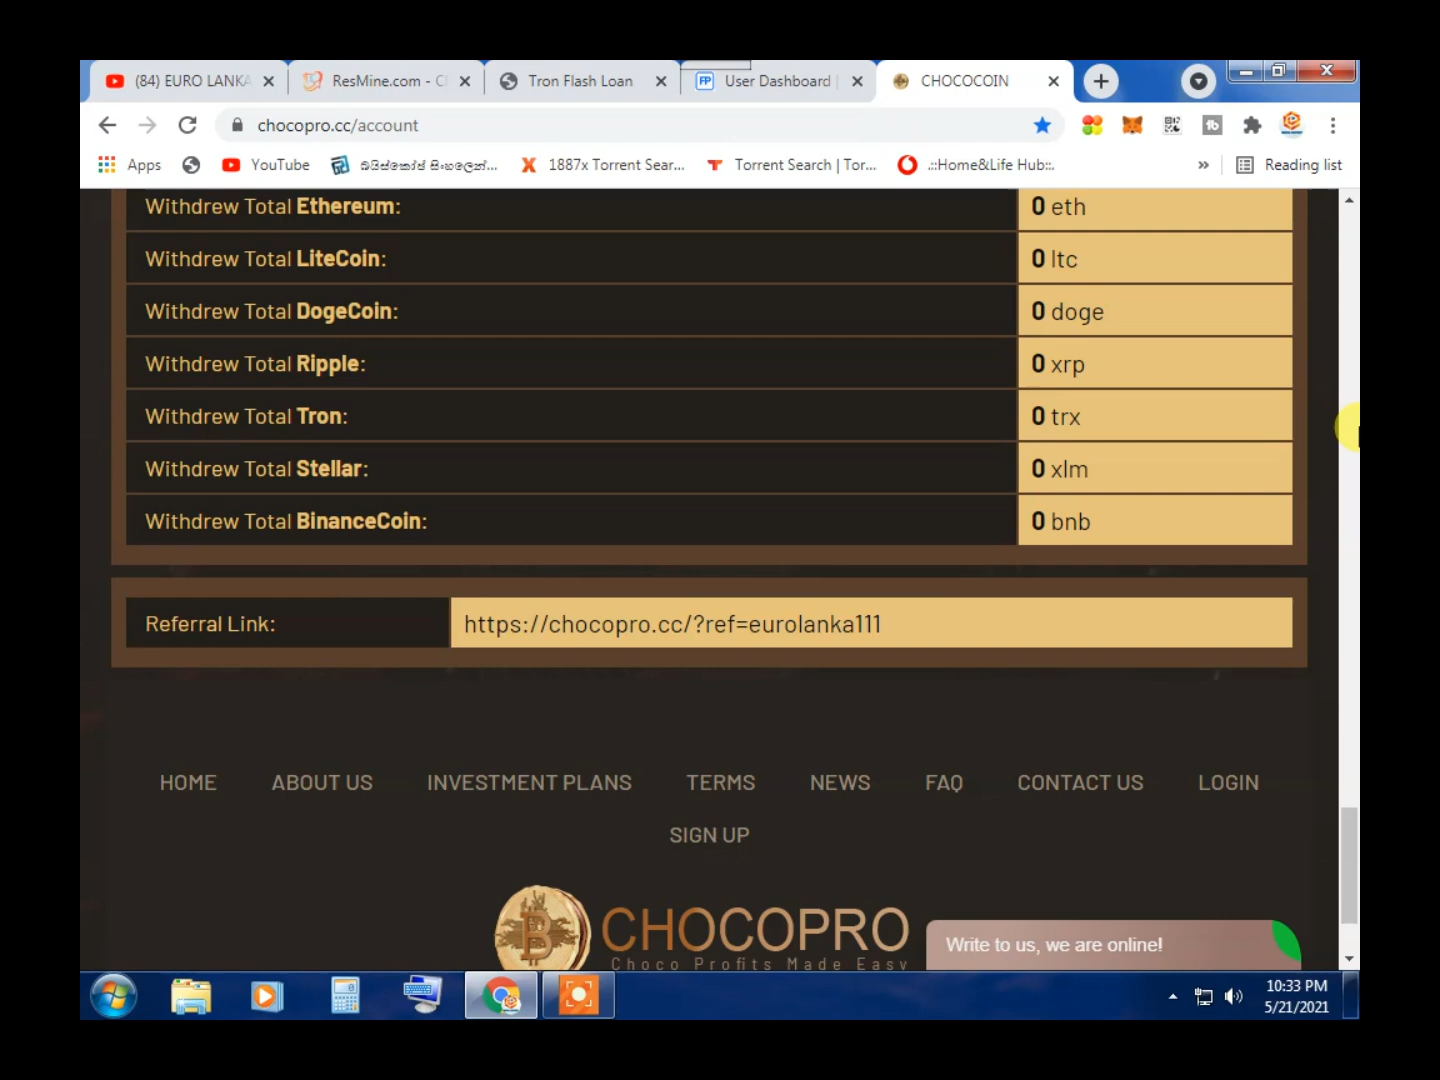 (84) EURO LANKA
ResMine.com - Cl
Tron Flash Loan
FP User Dashboard |
CHOCOCOIN
chocopro.cc/account
Apps
YouTube
බයිස්කෝප් සිංහලෙන්...
1887x Torrent Sear...
Torrent Search | Tor...
.::Home&Life Hub::.
»
Reading list
Withdrew Total Ethereum: 0 eth
Withdrew Total LiteCoin: 0 ltc
Withdrew Total DogeCoin: 0 doge
Withdrew Total Ripple: 0 xrp
Withdrew Total Tron: 0 trx
Withdrew Total Stellar: 0 xlm
Withdrew Total BinanceCoin: 0 bnb
Referral Link: https://chocopro.cc/?ref=eurolanka111
HOME ABOUT US INVESTMENT PLANS TERMS NEWS FAQ CONTACT US LOGIN
SIGN UP
CHOCOPRO
Choco Profits Made Easy
Write to us, we are online!
10:33 PM
5/21/2021